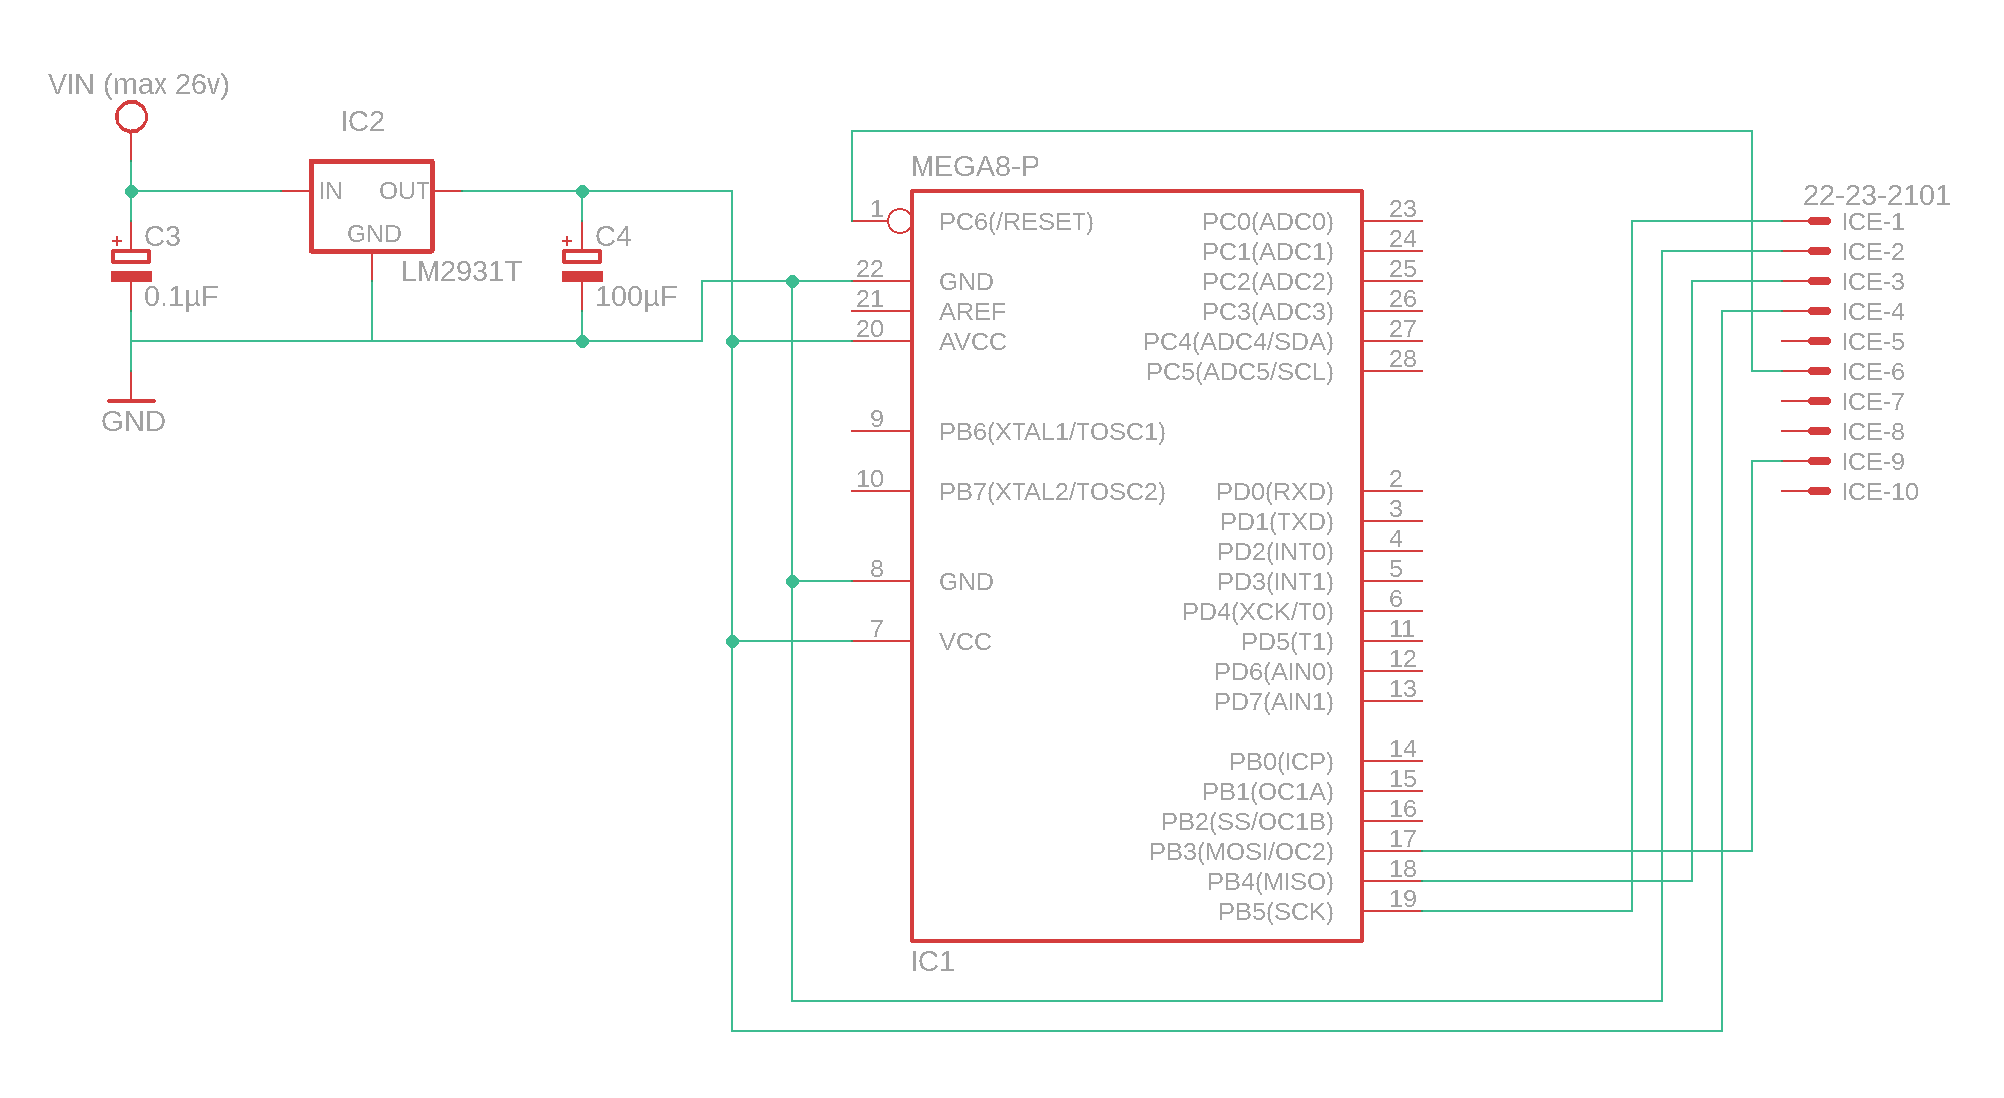 VIN (max 26v)
IC2
IN OUT
GND
LM2931T
+ C3
0.1µF
+ C4
100µF
GND
MEGA8-P
1 PC6(/RESET)
22 GND
21 AREF
20 AVCC
9 PB6(XTAL1/TOSC1)
10 PB7(XTAL2/TOSC2)
8 GND
7 VCC
PC0(ADC0) 23
PC1(ADC1) 24
PC2(ADC2) 25
PC3(ADC3) 26
PC4(ADC4/SDA) 27
PC5(ADC5/SCL) 28
PD0(RXD) 2
PD1(TXD) 3
PD2(INT0) 4
PD3(INT1) 5
PD4(XCK/T0) 6
PD5(T1) 11
PD6(AIN0) 12
PD7(AIN1) 13
PB0(ICP) 14
PB1(OC1A) 15
PB2(SS/OC1B) 16
PB3(MOSI/OC2) 17
PB4(MISO) 18
PB5(SCK) 19
IC1
22-23-2101
ICE-1
ICE-2
ICE-3
ICE-4
ICE-5
ICE-6
ICE-7
ICE-8
ICE-9
ICE-10